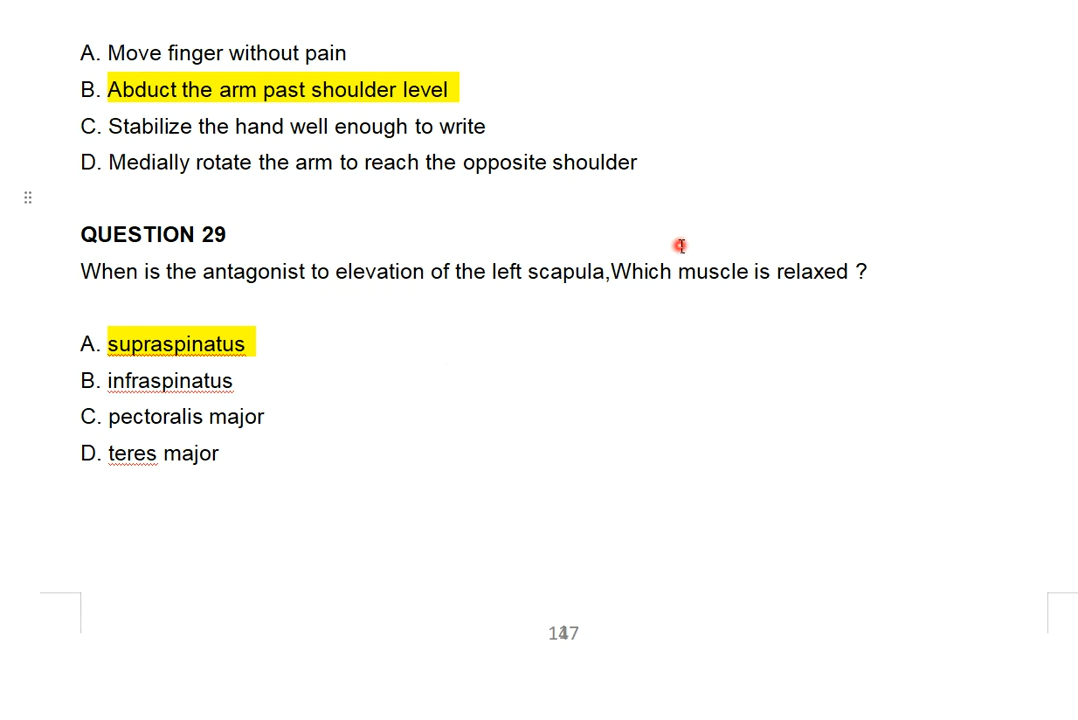 A. Move finger without pain
B. Abduct the arm past shoulder level
C. Stabilize the hand well enough to write
D. Medially rotate the arm to reach the opposite shoulder
QUESTION 29
When is the antagonist to elevation of the left scapula,Which muscle is relaxed ?
A. supraspinatus
B. infraspinatus
C. pectoralis major
D. teres major